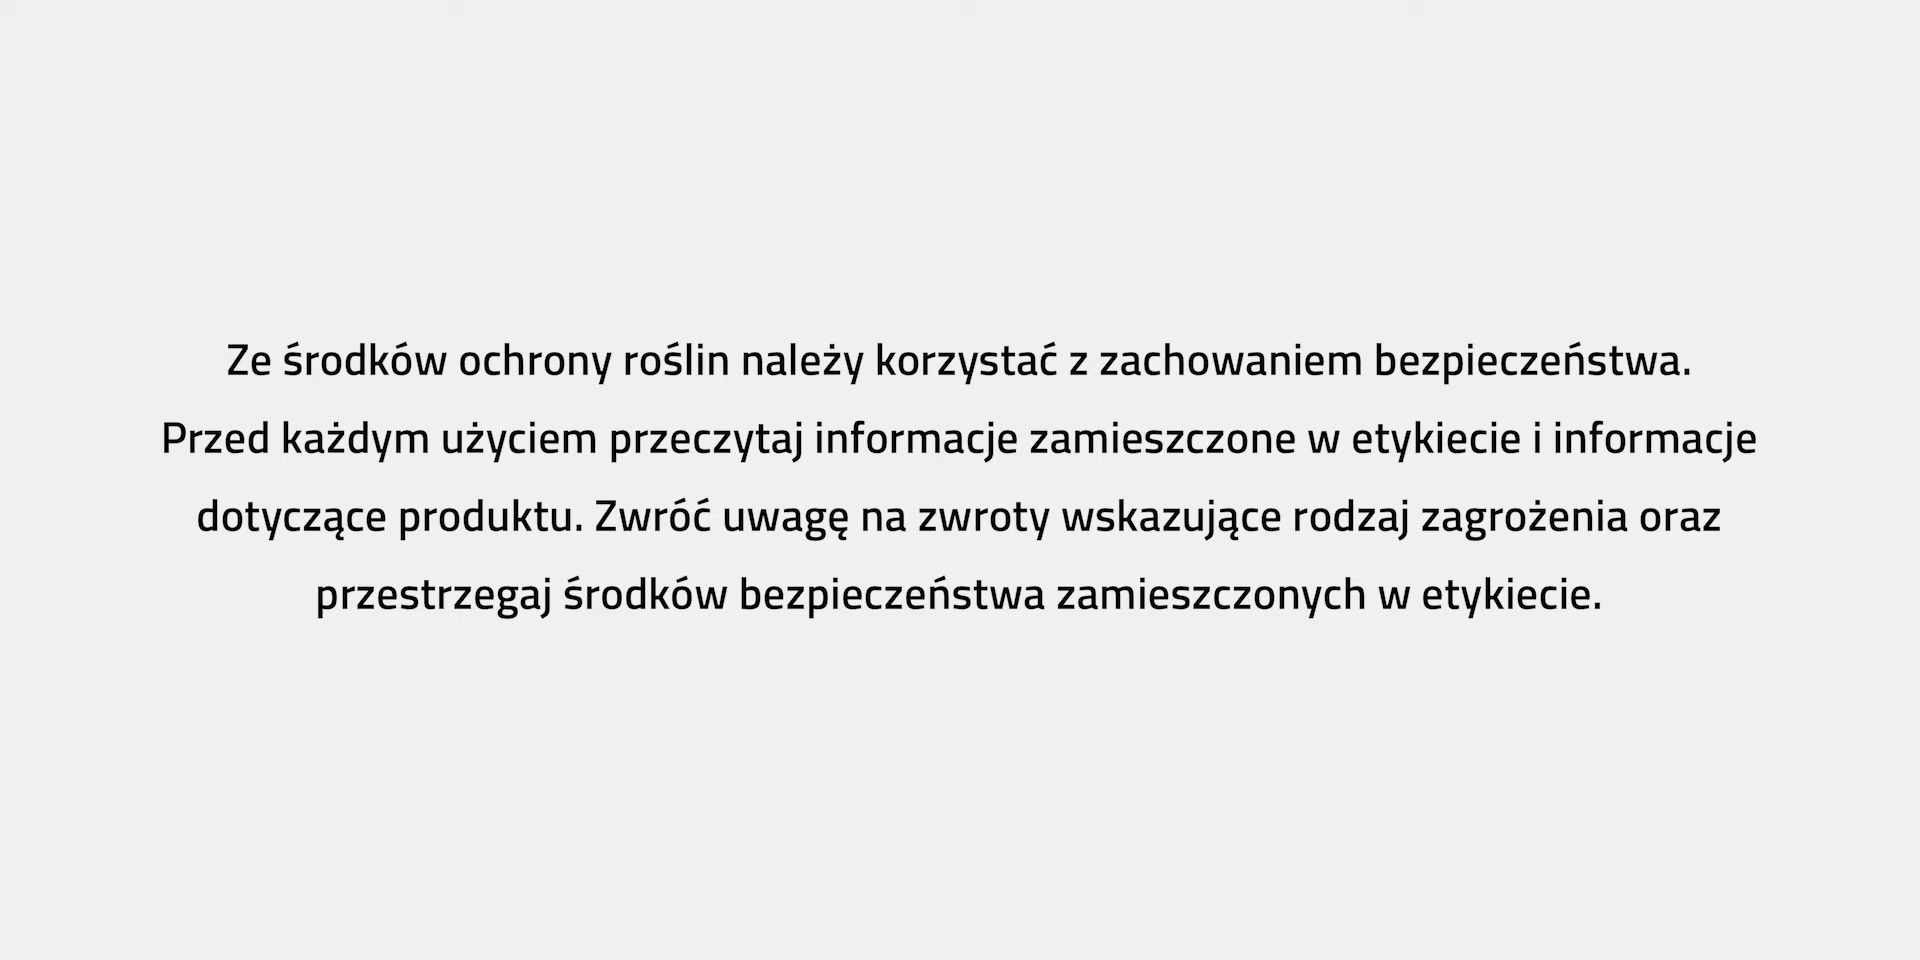 Ze środków ochrony roślin należy korzystać z zachowaniem bezpieczeństwa.
Przed każdym użyciem przeczytaj informacje zamieszczone w etykiecie i informacje
dotyczące produktu. Zwróć uwagę na zwroty wskazujące rodzaj zagrożenia oraz
przestrzegaj środków bezpieczeństwa zamieszczonych w etykiecie.